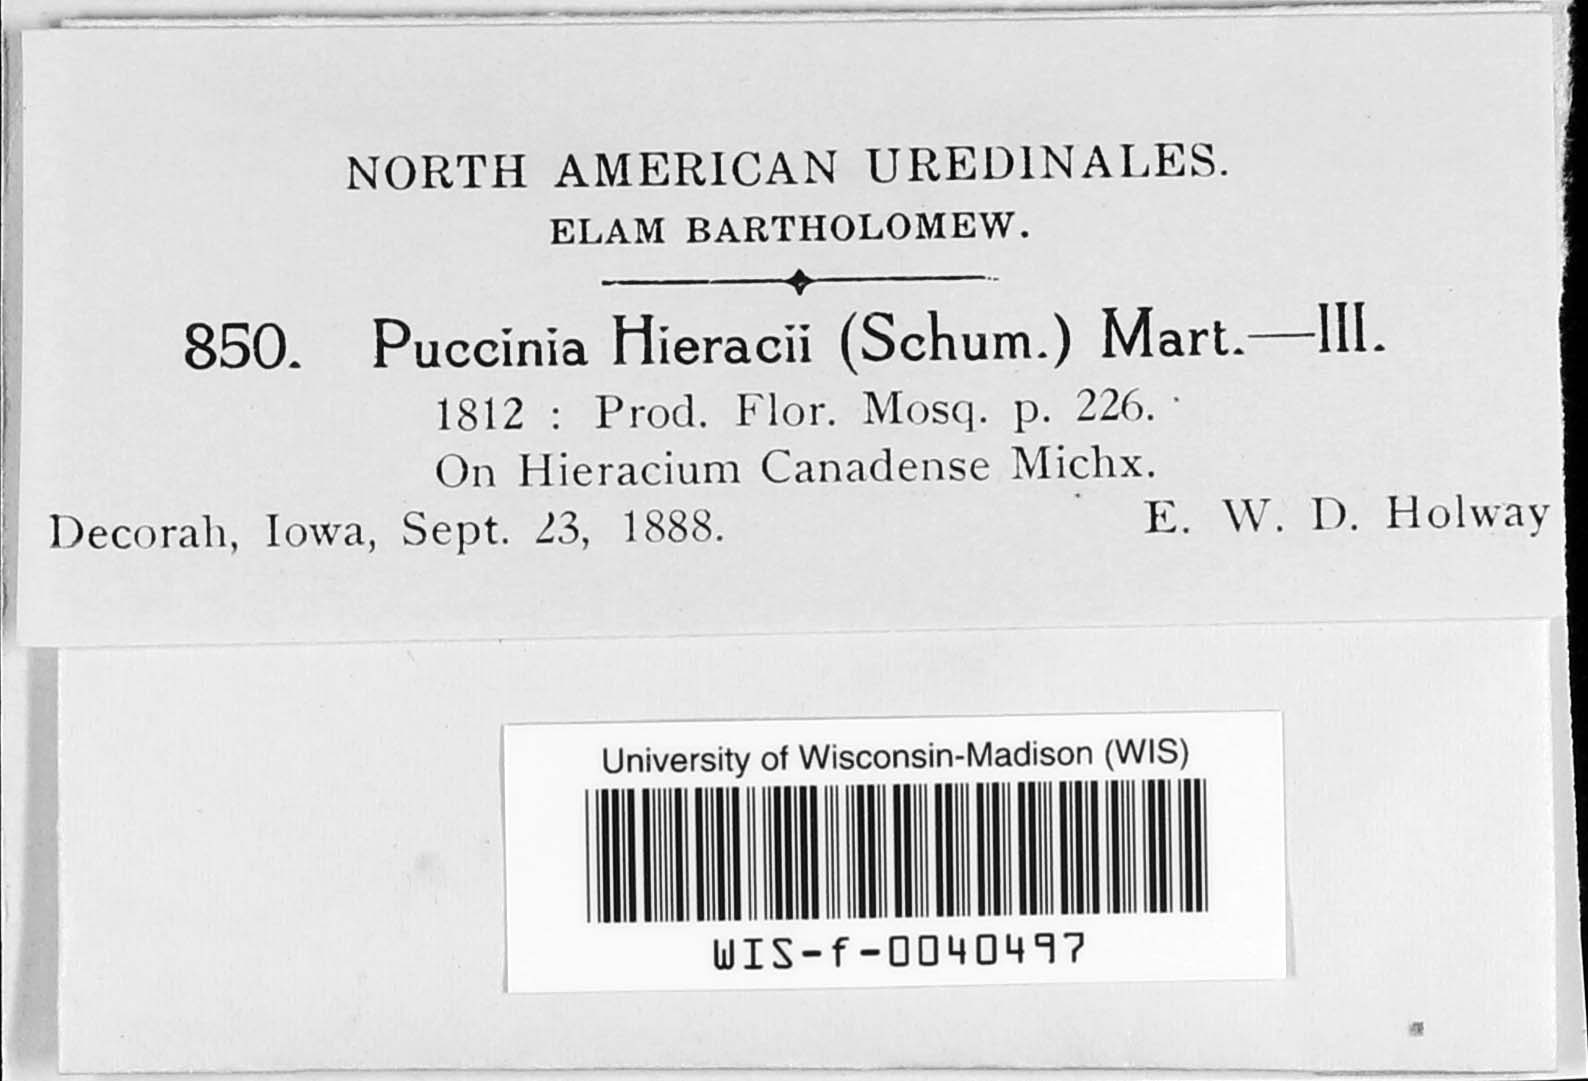 NORTH AMERICAN UREDINALES.
ELAM BARTHOLOMEW.
850. Puccinia Hieracii (Schum.) Mart.—III.
1812 : Prod. Flor. Mosq. p. 226.
On Hieracium Canadense Michx.
Decorah, Iowa, Sept. 23, 1888. E. W. D. Holway
University of Wisconsin-Madison (WIS)
WIS-f-0040497